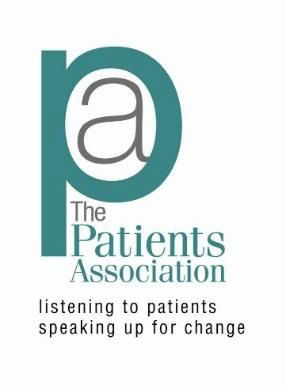 pa
The
Patients
Association
listening to patients
speaking up for change